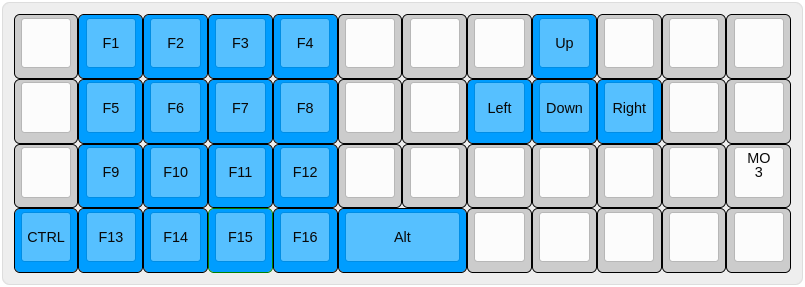 F1 F2 F3 F4 Up
F5 F6 F7 F8 Left Down Right
F9 F10 F11 F12 MO
3
CTRL F13 F14 F15 F16 Alt